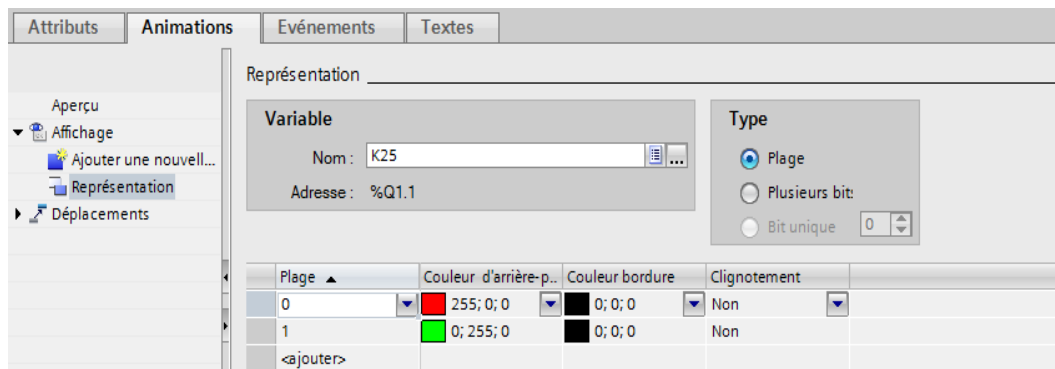 Attributs Animations Evénements Textes
Représentation
Aperçu
Affichage
Ajouter une nouvell...
Représentation
Déplacements
Variable
Nom : K25 ...
Adresse : %Q1.1
Type
Plage
Plusieurs bits
Bit unique 0
Plage Couleur d'arrière-p.. Couleur bordure Clignotement
0 255; 0; 0 0; 0; 0 Non
1 0; 255; 0 0; 0; 0 Non
<ajouter>